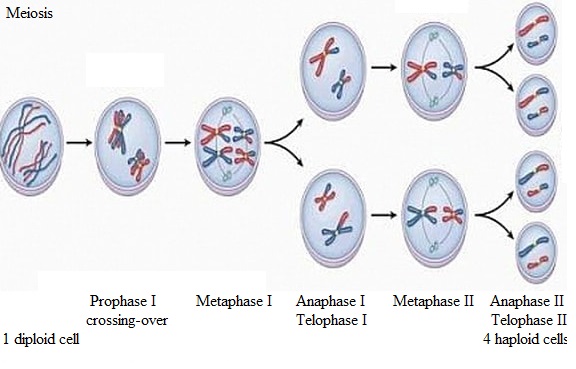 Meiosis
Prophase I
crossing-over
Metaphase I
Anaphase I
Telophase I
Metaphase II
Anaphase II
Telophase II
1 diploid cell
4 haploid cells